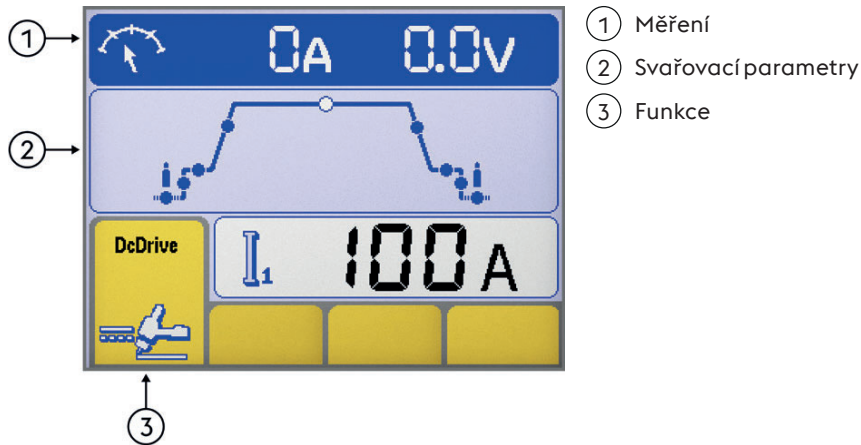 1 0A 0.0V
2
DcDrive I1 100A
3
1 Měření
2 Svařovací parametry
3 Funkce